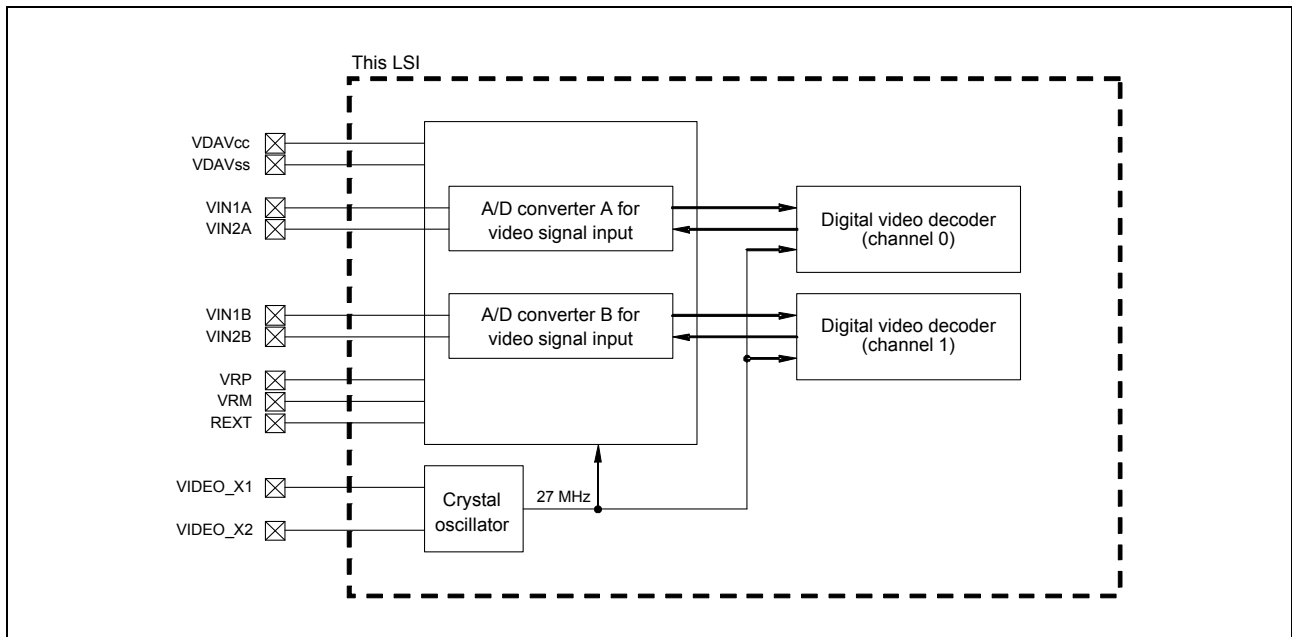 This LSI
VDAVcc
VDAVss
VIN1A
VIN2A
A/D converter A for
video signal input
Digital video decoder
(channel 0)
VIN1B
VIN2B
A/D converter B for
video signal input
Digital video decoder
(channel 1)
VRP
VRM
REXT
VIDEO_X1
VIDEO_X2
Crystal
oscillator
27 MHz